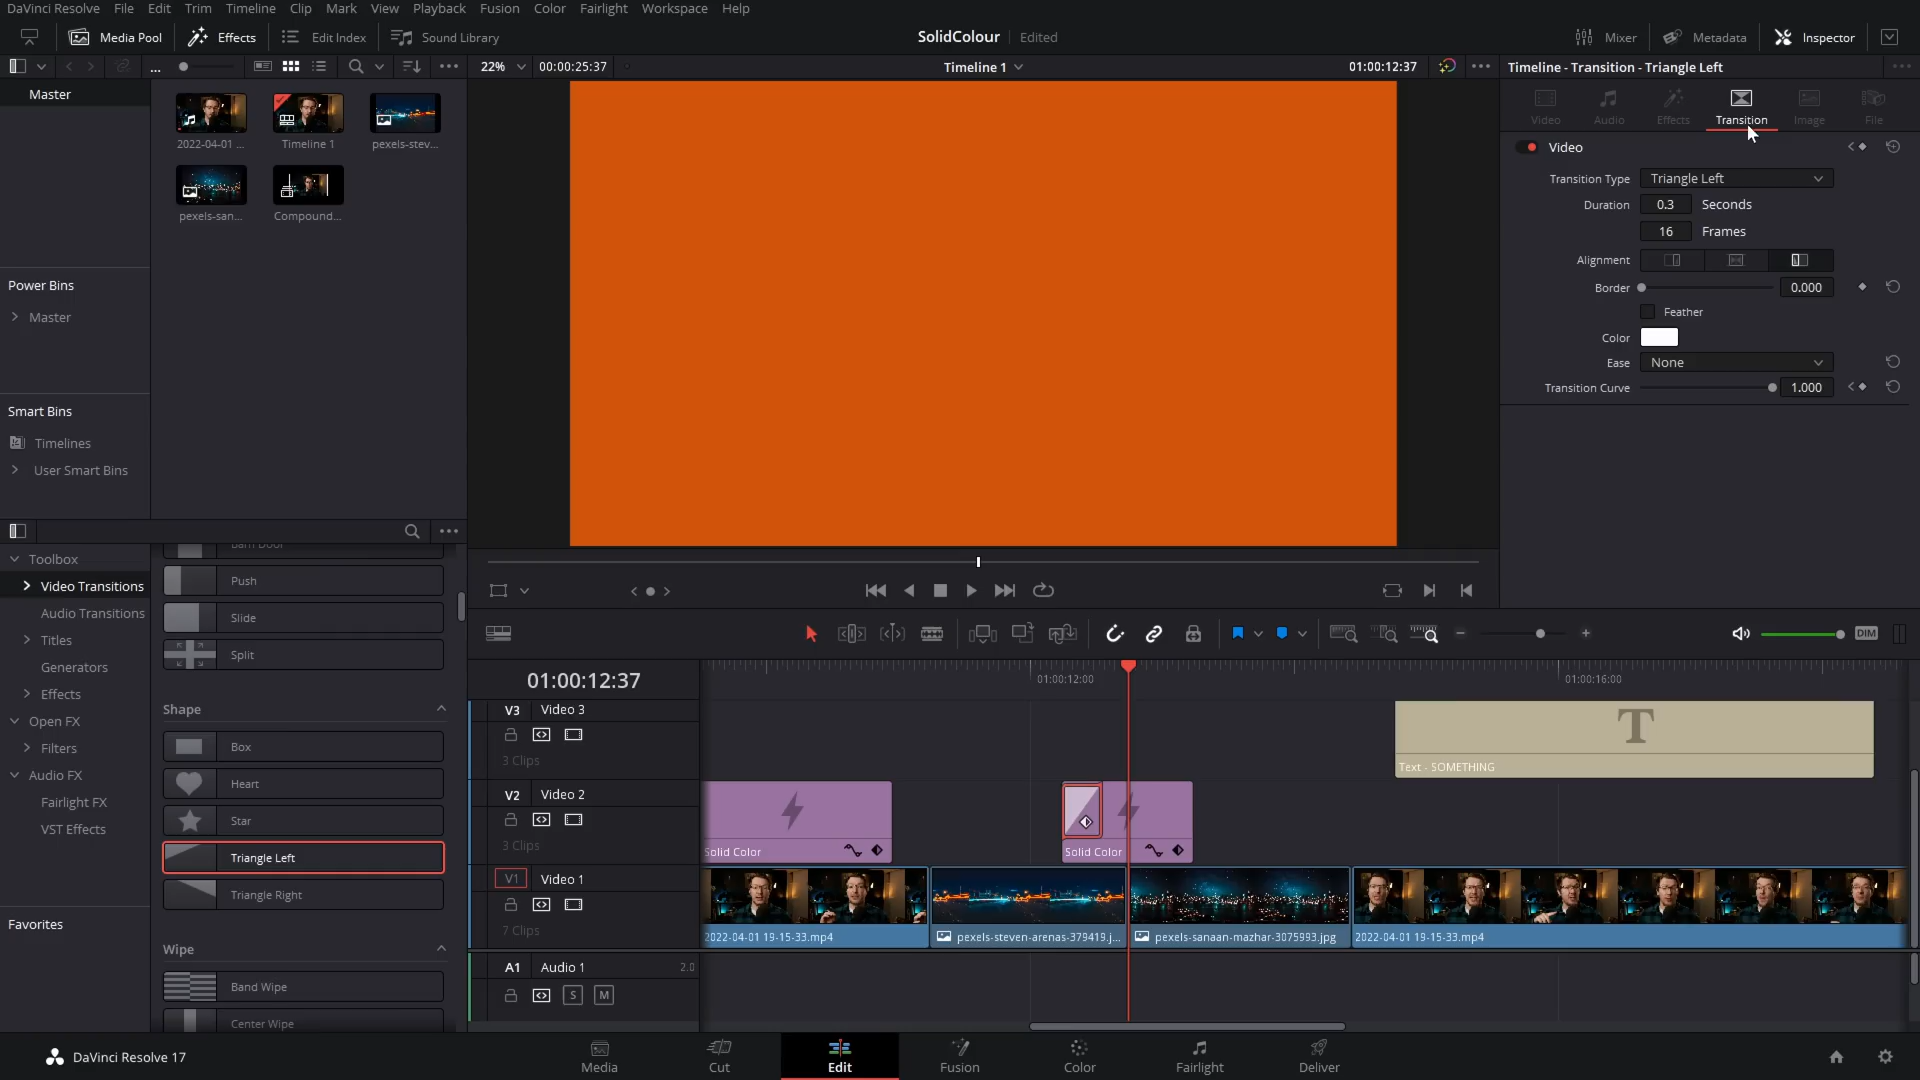 DaVinci Resolve File Edit Trim Timeline Clip Mark View Playback Fusion Color Fairlight Workspace Help
Media Pool Effects Edit Index Sound Library SolidColour Edited Mixer Metadata Inspector
... 22% 00:00:25:37 Timeline 1 01:00:12:37 Timeline - Transition - Triangle Left
Master
2022-04-01 ... Timeline 1 pexels-stev...
pexels-san... Compound...
Power Bins
Master
Smart Bins
Timelines
User Smart Bins
Video Audio Effects Transition Image File
Video
Transition Type Triangle Left
Duration 0.3 Seconds
16 Frames
Alignment
Border 0.000
Feather
Color
Ease None
Transition Curve 1.000
Toolbox
Video Transitions
Audio Transitions
Titles
Generators
Effects
Open FX
Filters
Audio FX
Fairlight FX
VST Effects
Favorites
Barn Door
Push
Slide
Split
Shape
Box
Heart
Star
Triangle Left
Triangle Right
Wipe
Band Wipe
Center Wipe
DIM
01:00:12:37 01:00:12:00 01:00:16:00
V3 Video 3
3 Clips
T
Text - SOMETHING
V2 Video 2
3 Clips
Solid Color Solid Color
V1 Video 1
7 Clips
2022-04-01 19-15-33.mp4 pexels-steven-arenas-379419.j... pexels-sanaan-mazhar-3075993.jpg 2022-04-01 19-15-33.mp4
A1 Audio 1 2.0
S M
DaVinci Resolve 17 Media Cut Edit Fusion Color Fairlight Deliver